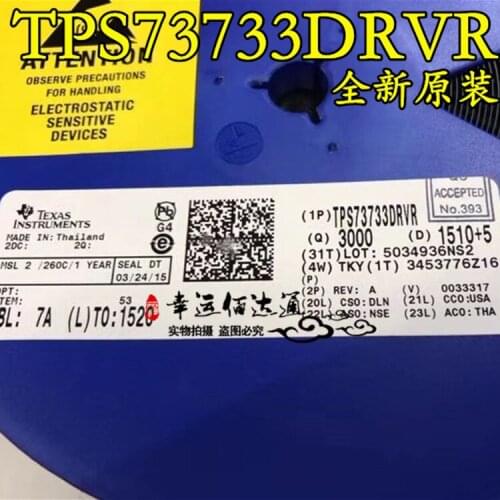 TPS73733DRVR
全新原装
ATTENTION
OBSERVE PRECAUTIONS
FOR HANDLING
ELECTROSTATIC
SENSITIVE
DEVICES
ACCEPTED
No.393
TEXAS
INSTRUMENTS
MADE IN: Thailand
2DC: 2Q:
Pb
G4
e
MSL 2 /260C/1 YEAR
SEAL DT
03/24/15
OPT:
ITEM:
53
BL: 7A (L)TO:1520
(1P) TPS73733DRVR
(Q) 3000 (D) 1510+5
(31T)LOT: 5034936NS2
(4W) TKY(1T) 3453776Z16
(P)
(2P) REV: A (V) 0033317
(20L) CSO:DLN (21L) CCO:USA
(22L) ASO:NSE (23L) ACO:THA
幸运佰达通
实物拍摄 盗图必究